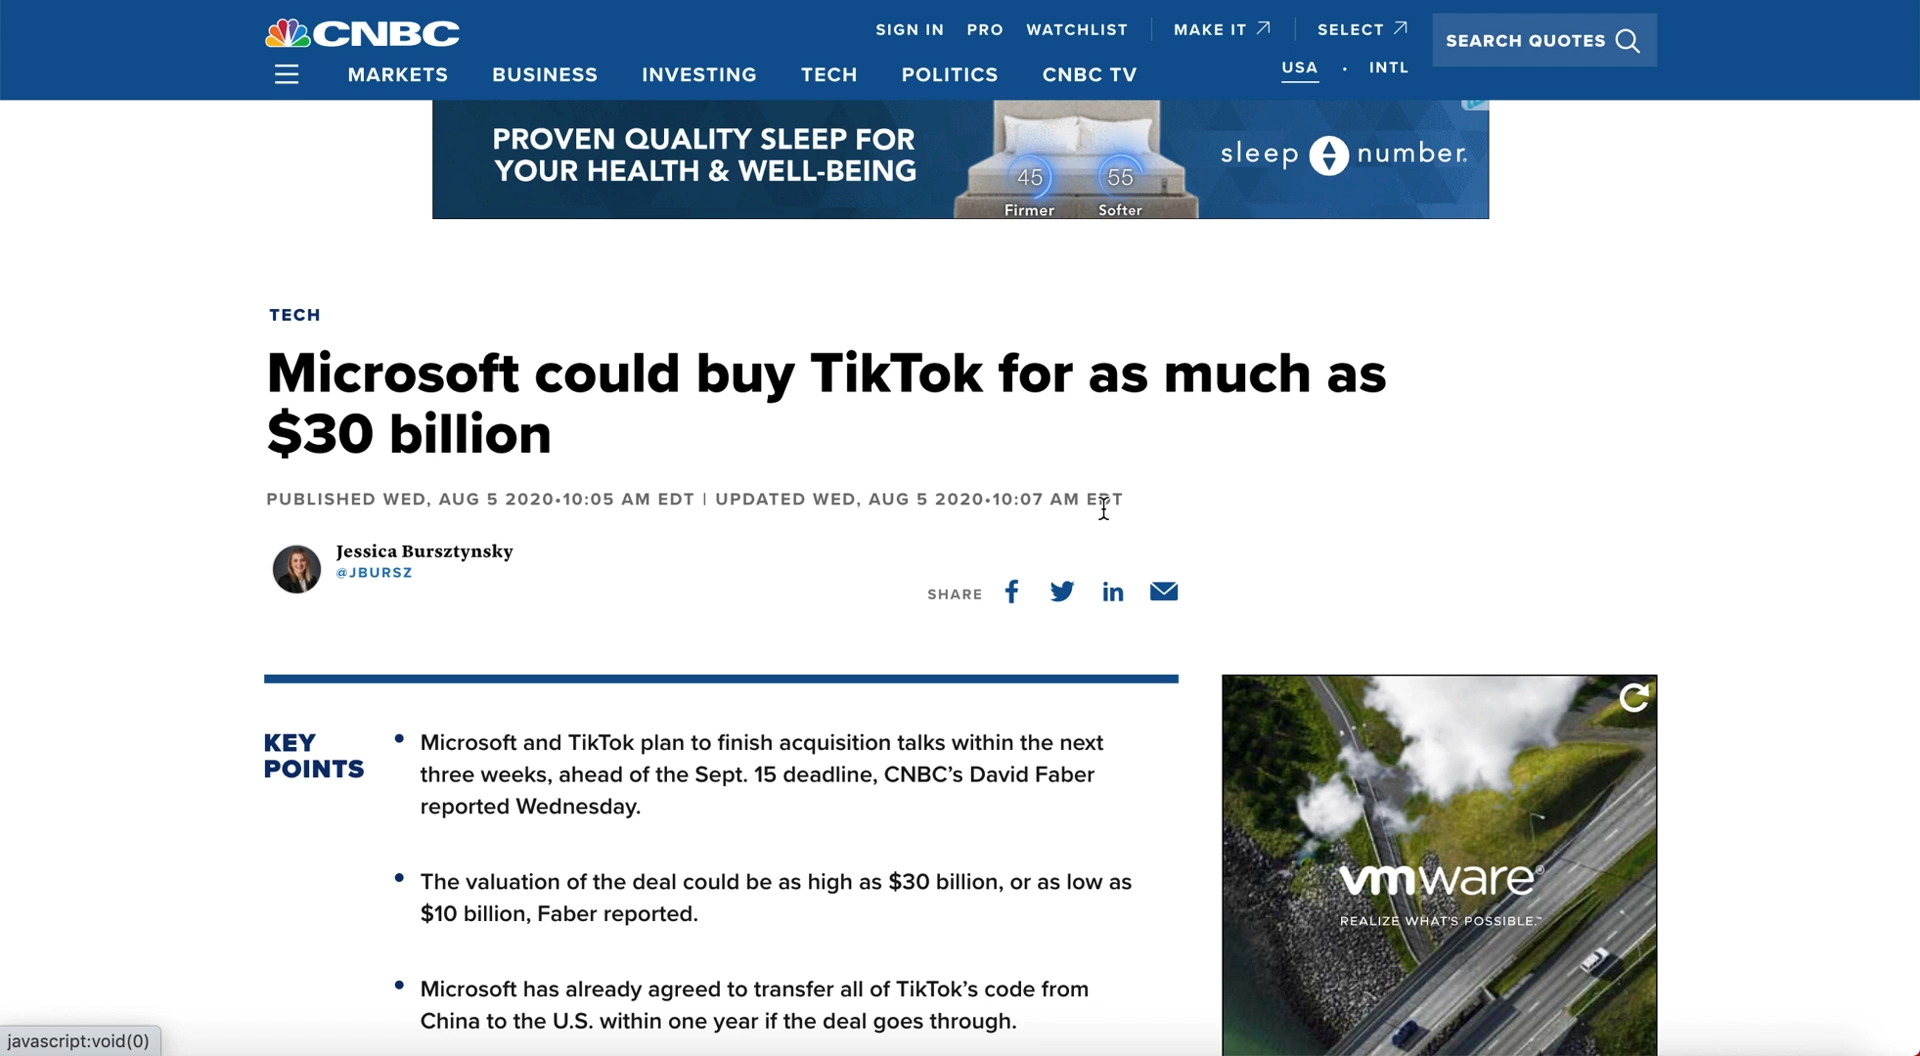 CNBC
SIGN IN PRO WATCHLIST MAKE IT SELECT
SEARCH QUOTES
MARKETS BUSINESS INVESTING TECH POLITICS CNBC TV
USA · INTL
PROVEN QUALITY SLEEP FOR
YOUR HEALTH & WELL-BEING
45 55
Firmer Softer
sleep number.
TECH
Microsoft could buy TikTok for as much as
$30 billion
PUBLISHED WED, AUG 5 2020•10:05 AM EDT | UPDATED WED, AUG 5 2020•10:07 AM EDT
Jessica Bursztynsky
@JBURSZ
SHARE
KEY
POINTS
• Microsoft and TikTok plan to finish acquisition talks within the next
three weeks, ahead of the Sept. 15 deadline, CNBC’s David Faber
reported Wednesday.
• The valuation of the deal could be as high as $30 billion, or as low as
$10 billion, Faber reported.
• Microsoft has already agreed to transfer all of TikTok’s code from
China to the U.S. within one year if the deal goes through.
vmware®
REALIZE WHAT'S POSSIBLE.™
javascript:void(0)